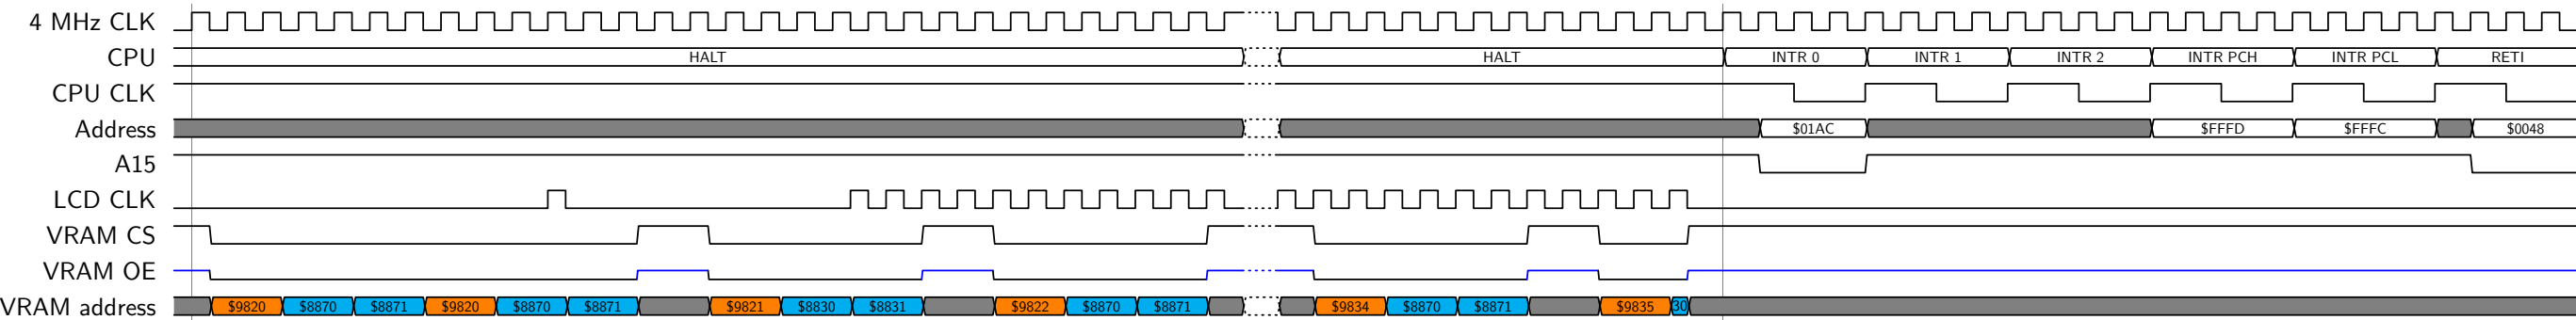 4 MHz CLK
CPU HALT HALT INTR 0 INTR 1 INTR 2 INTR PCH INTR PCL RETI
CPU CLK
Address $01AC $FFFD $FFFC $0048
A15
LCD CLK
VRAM CS
VRAM OE
VRAM address $9820 $8870 $8871 $9820 $8870 $8871 $9821 $8830 $8831 $9822 $8870 $8871 $9834 $8870 $8871 $9835 30